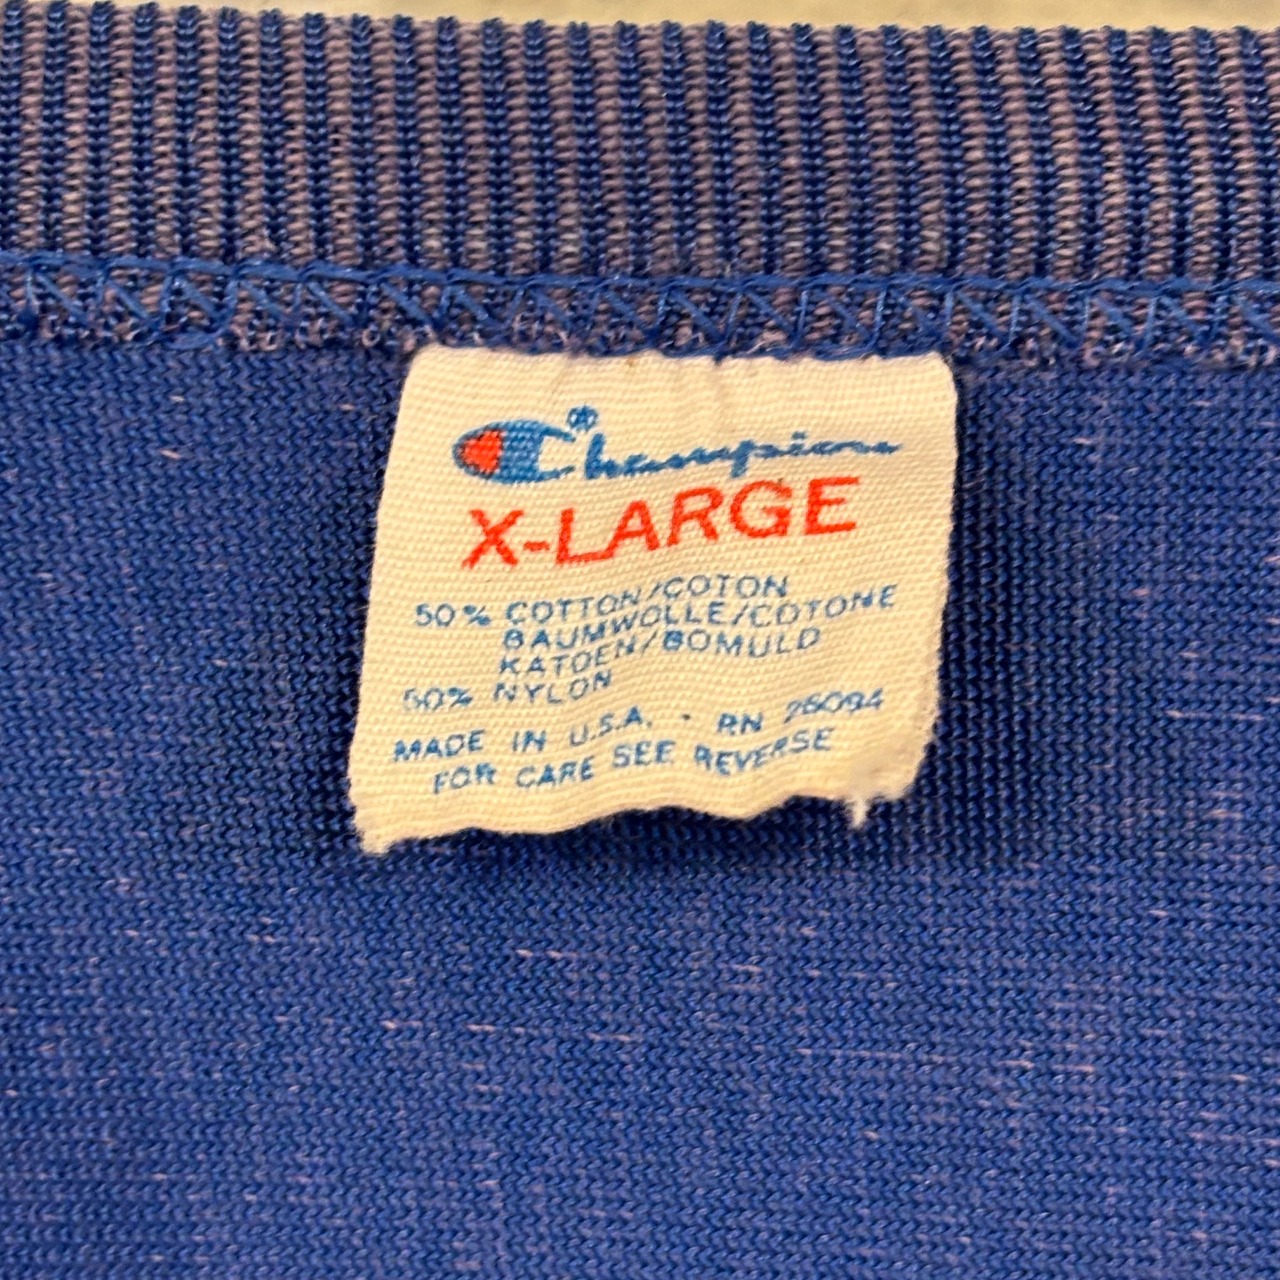 Champion
X-LARGE
50% COTTON/COTON
BAUMWOLLE/COTONE
KATOEN/BOMULD
50% NYLON
MADE IN U.S.A. · RN 26094
FOR CARE SEE REVERSE